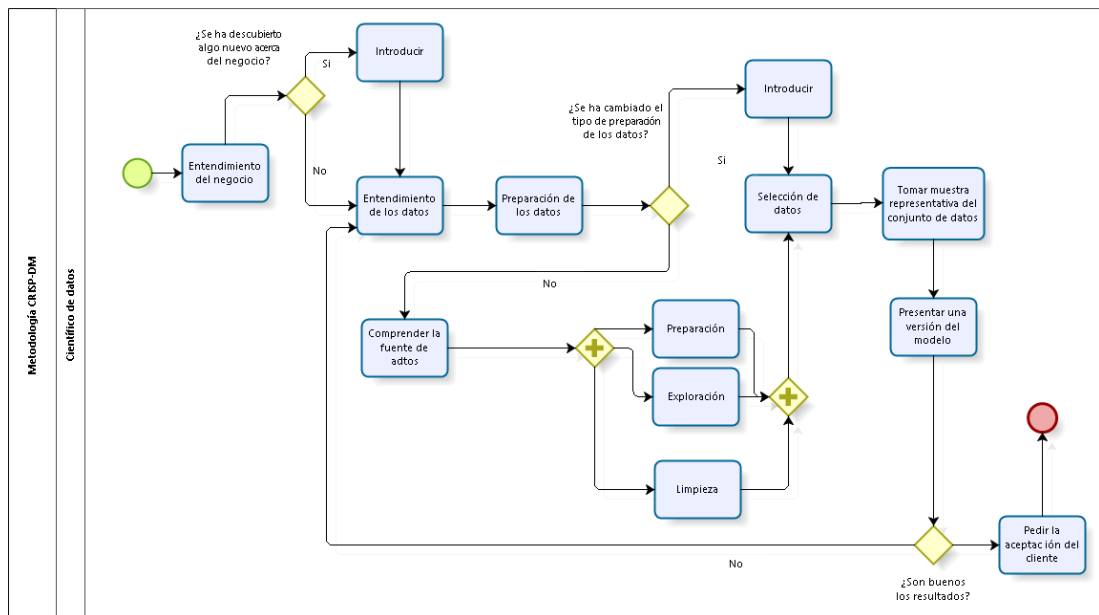 Metodología CRISP-DM
Científico de datos
¿Se ha descubierto
algo nuevo acerca
del negocio?
Si
Introducir
No
Entendimiento
del negocio
Entendimiento
de los datos
Preparación de
los datos
¿Se ha cambiado el
tipo de preparación
de los datos?
Introducir
Si
Selección de
datos
Tomar muestra
representativa del
conjunto de datos
No
Comprender la
fuente de adtos
Preparación
Exploración
Limpieza
Presentar una
versión del
modelo
Pedir la
aceptación del
cliente
No
¿Son buenos
los resultados?